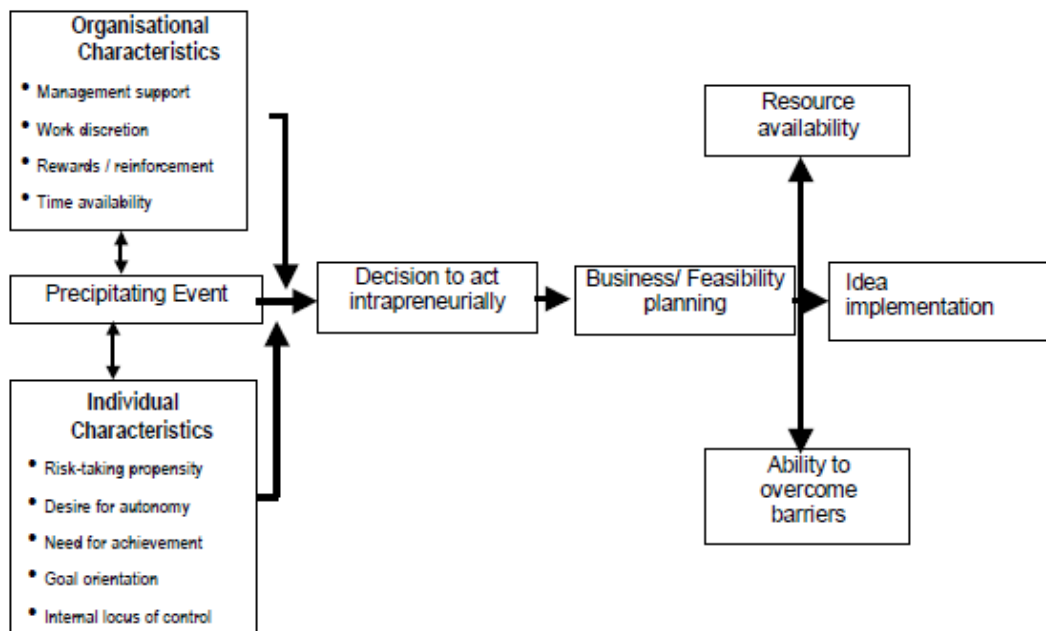 Organisational
Characteristics
• Management support
• Work discretion
• Rewards / reinforcement
• Time availability
Precipitating Event
Individual
Characteristics
• Risk-taking propensity
• Desire for autonomy
• Need for achievement
• Goal orientation
• Internal locus of control
Decision to act
intrapreneurially
Business/ Feasibility
planning
Resource
availability
Idea
implementation
Ability to
overcome
barriers